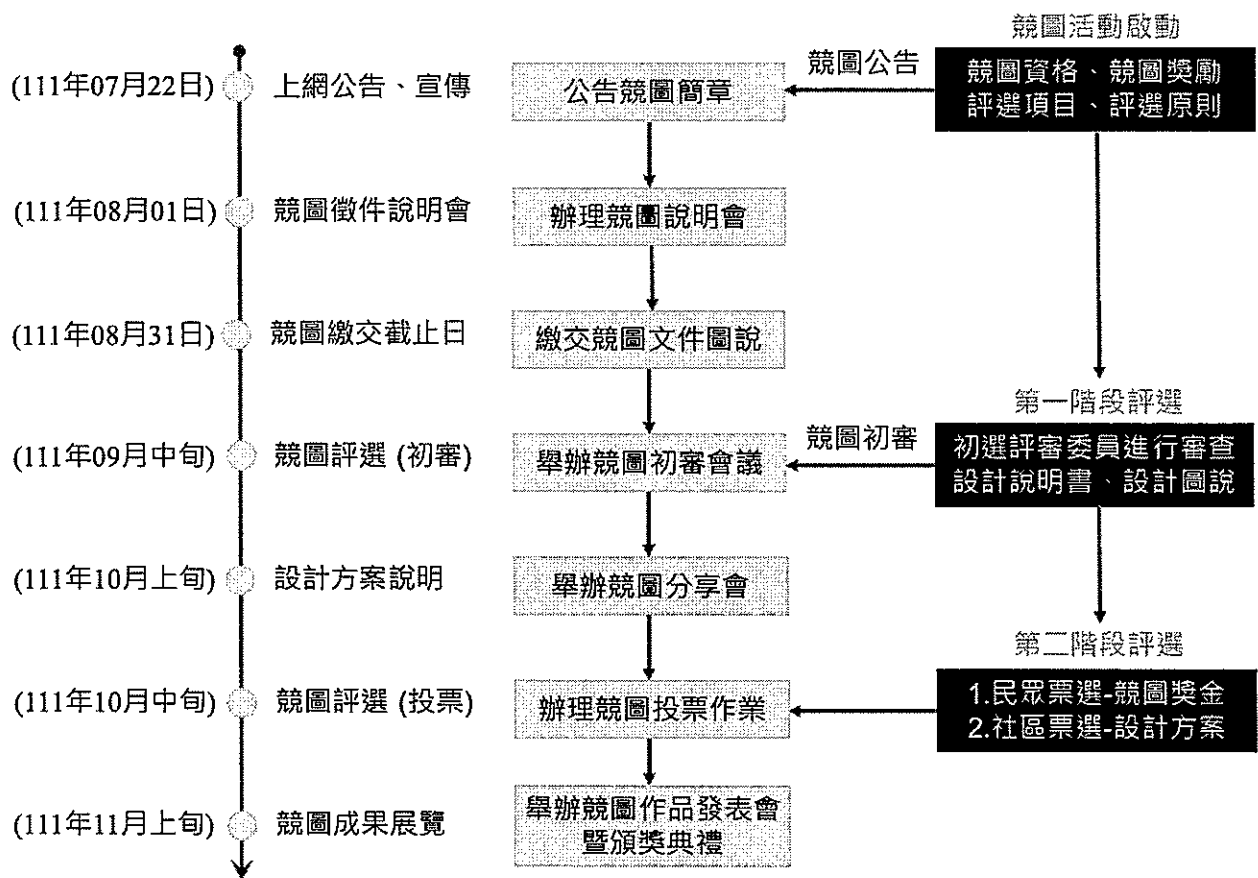 競圖活動啟動
(111年07月22日) 上網公告、宣傳 公告競圖簡章 競圖公告 競圖資格、競圖獎勵
評選項目、評選原則
(111年08月01日) 競圖徵件說明會 辦理競圖說明會
(111年08月31日) 競圖繳交截止日 繳交競圖文件圖說
第一階段評選
(111年09月中旬) 競圖評選 (初審) 舉辦競圖初審會議 競圖初審 初選評審委員進行審查
設計說明書、設計圖說
(111年10月上旬) 設計方案說明 舉辦競圖分享會
第二階段評選
(111年10月中旬) 競圖評選 (投票) 辦理競圖投票作業 1.民眾票選-競圖獎金
2.社區票選-設計方案
(111年11月上旬) 競圖成果展覽 舉辦競圖作品發表會
暨頒獎典禮